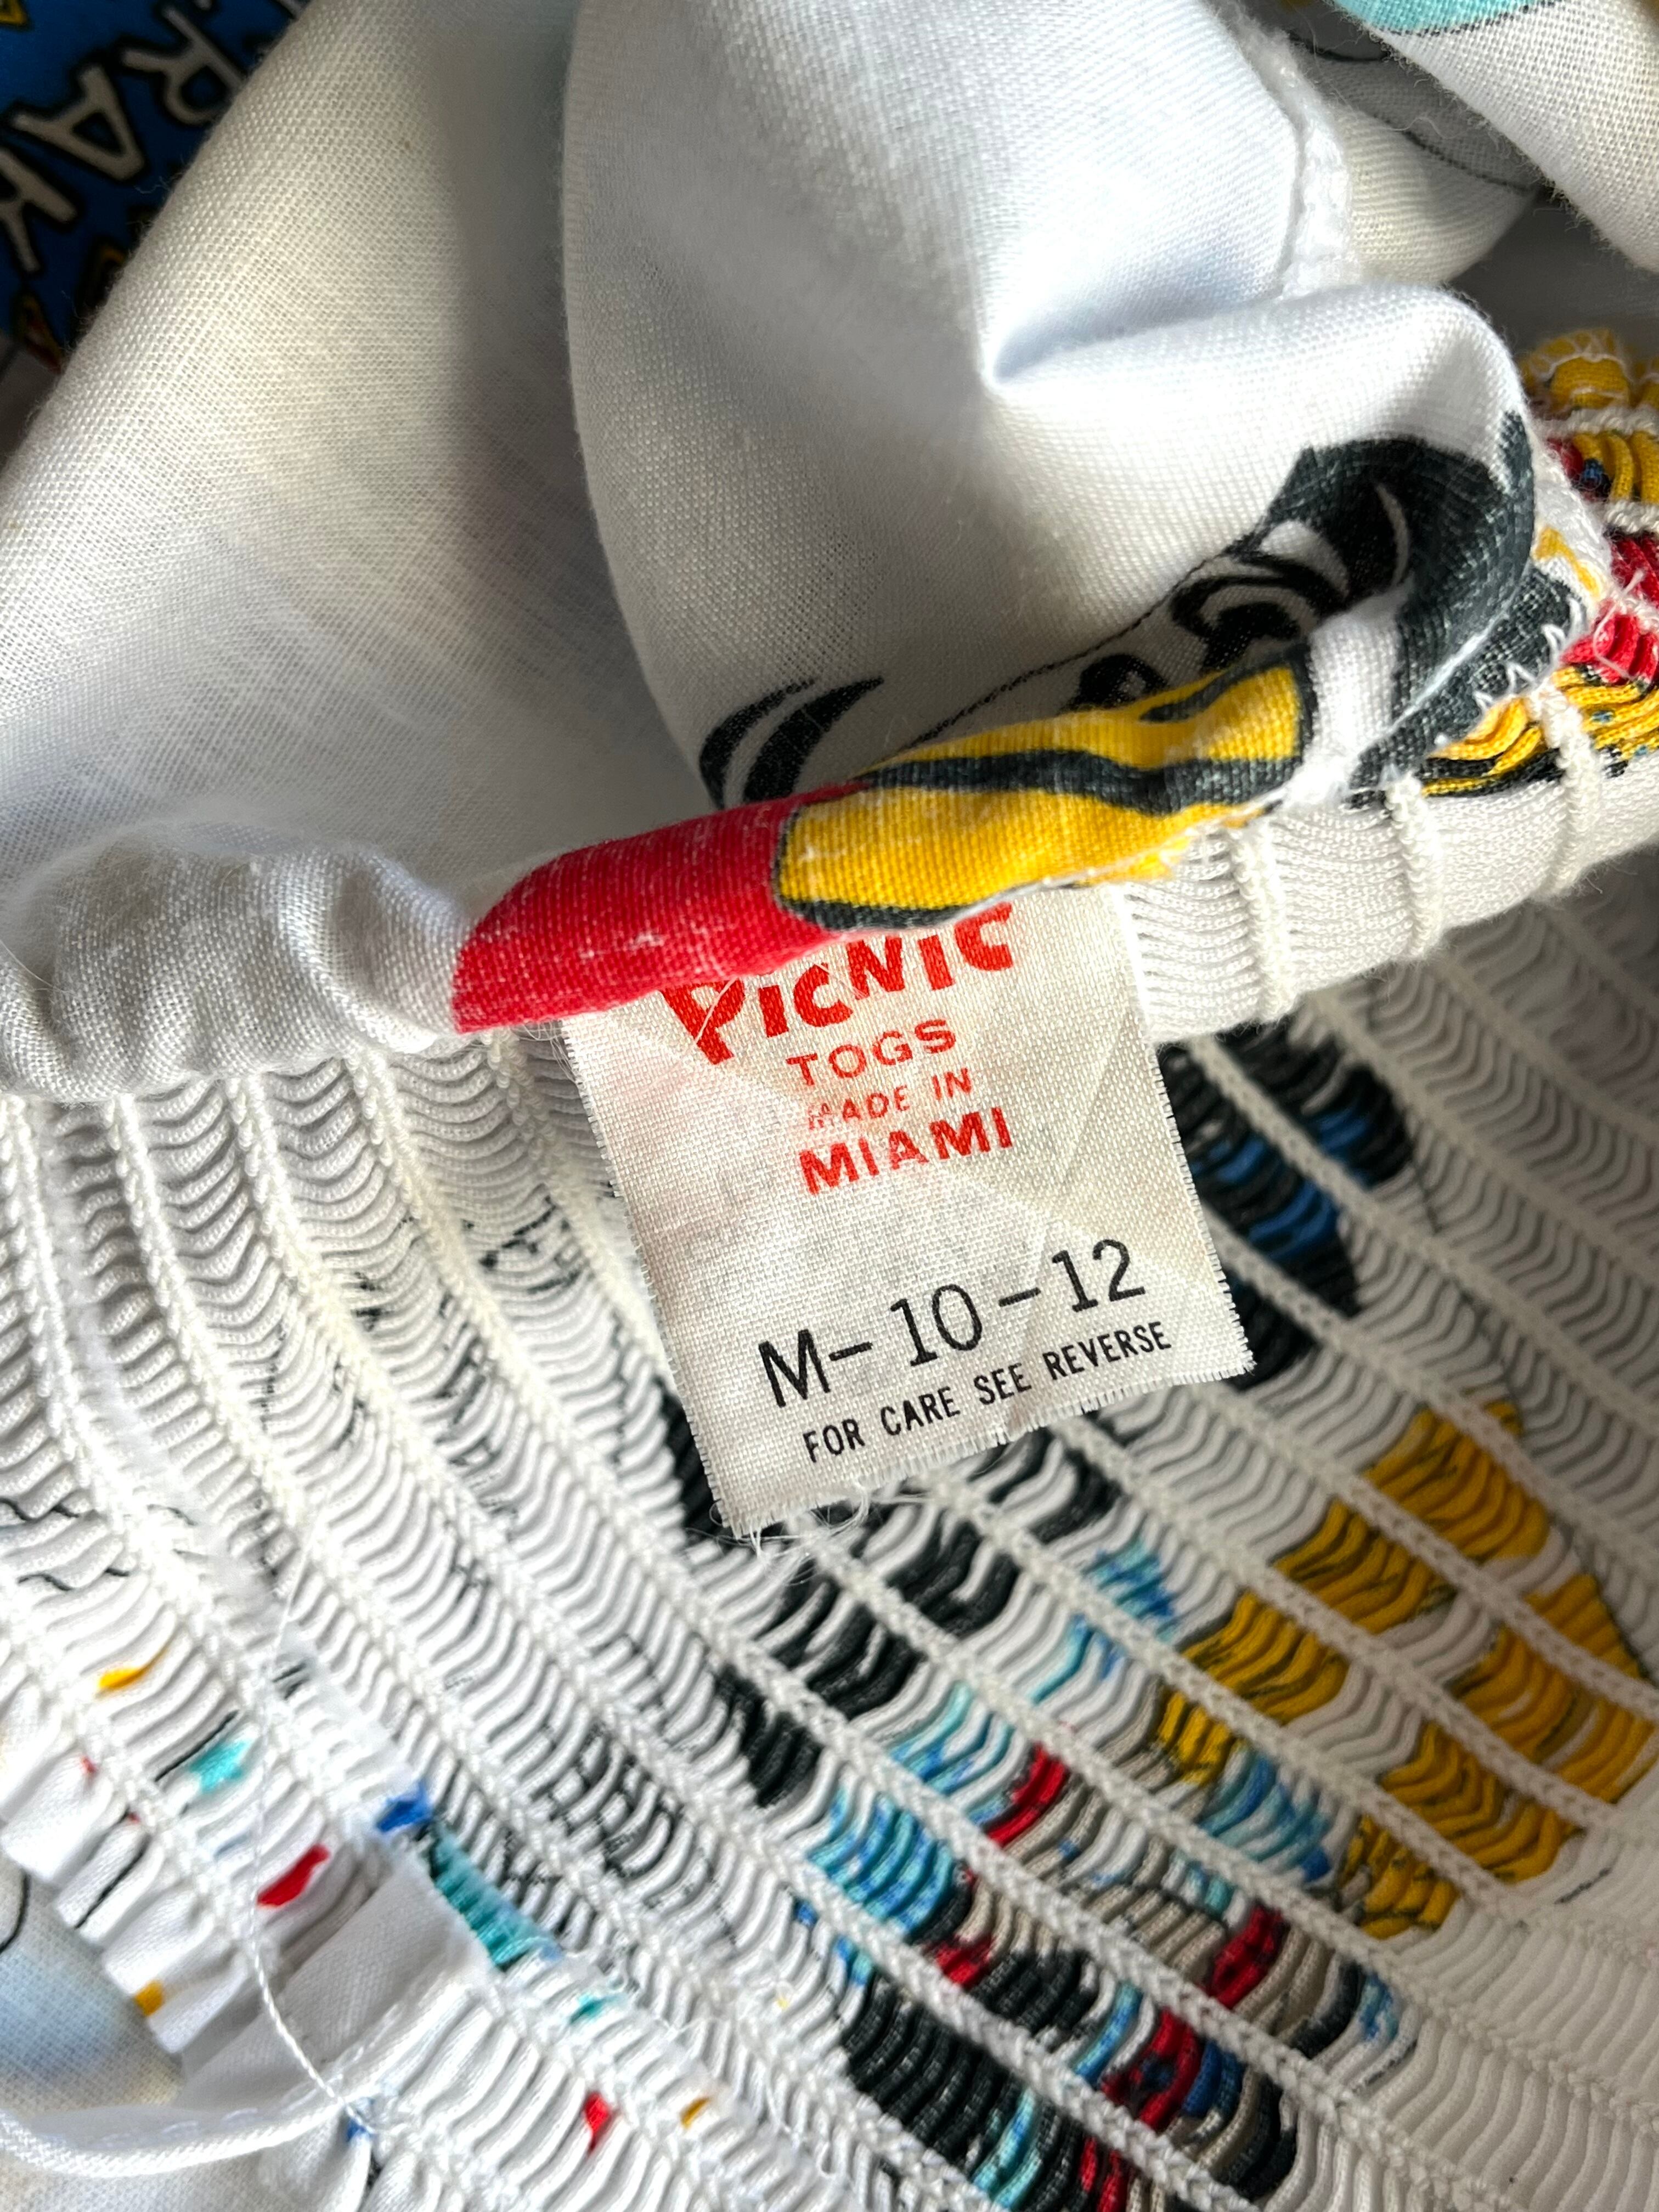 PICNIC
TOGS
MADE IN
MIAMI
M-10-12
FOR CARE SEE REVERSE